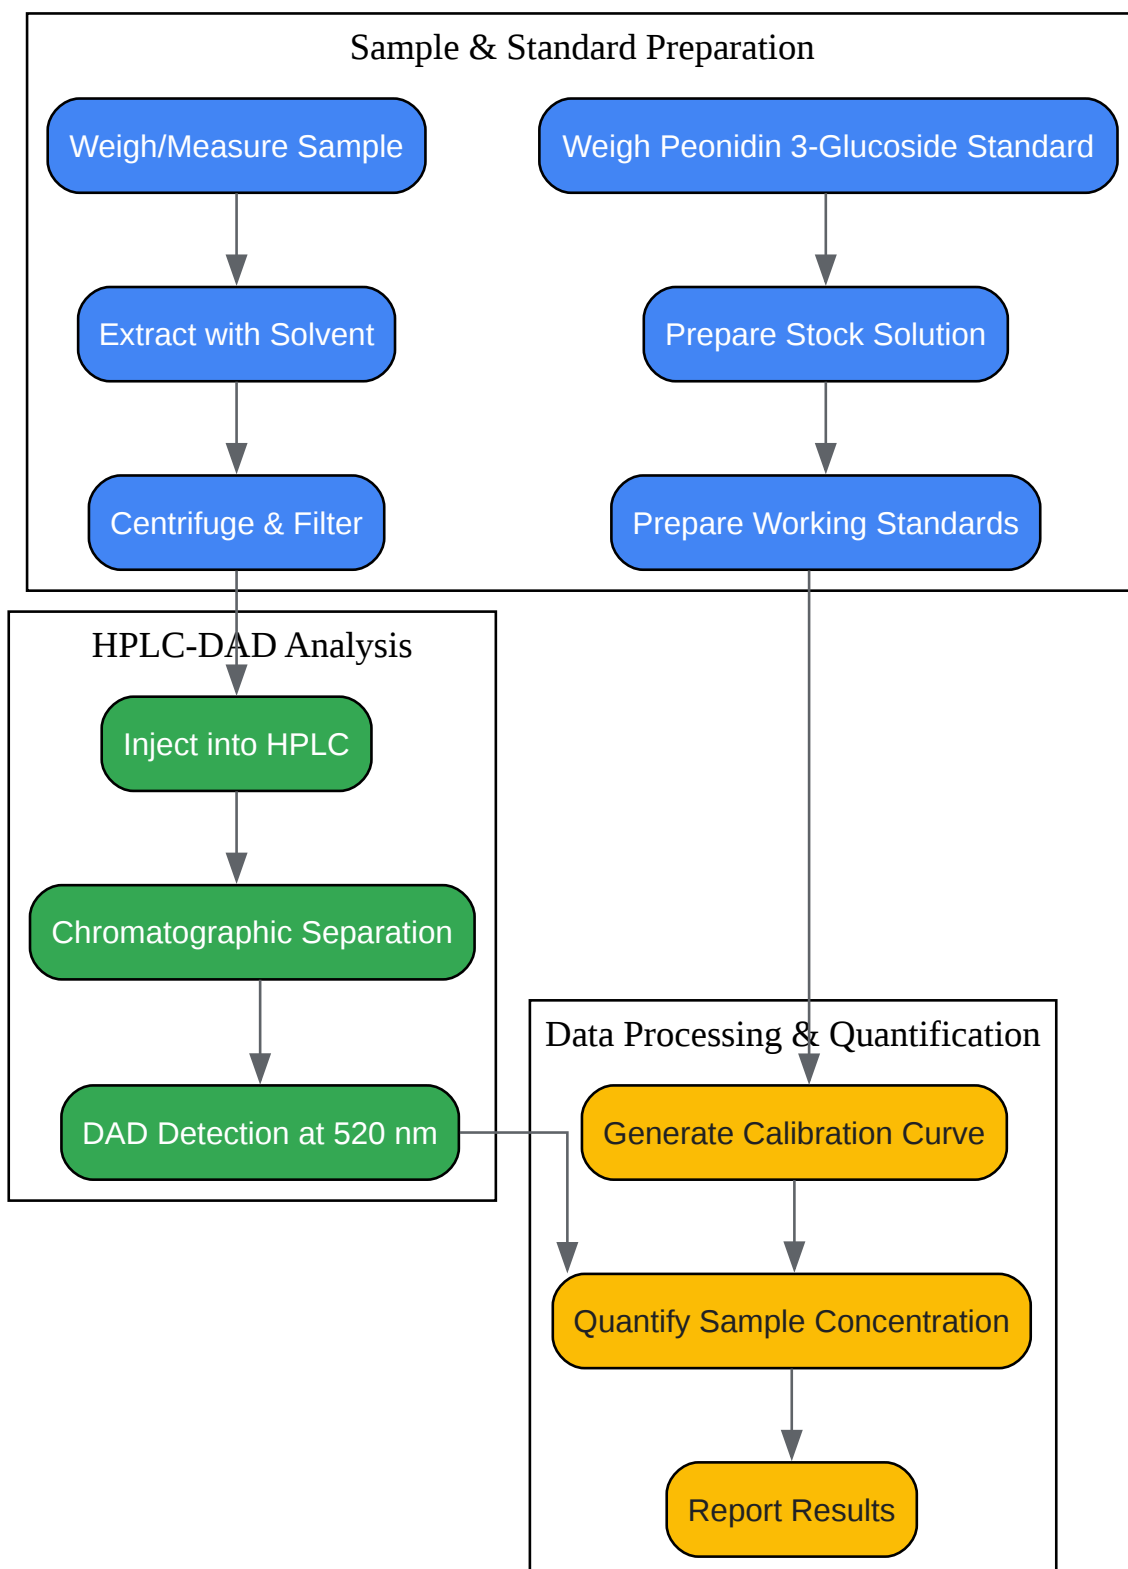 Sample & Standard Preparation
Weigh/Measure Sample
Weigh Peonidin 3-Glucoside Standard
Extract with Solvent
Prepare Stock Solution
Centrifuge & Filter
Prepare Working Standards
HPLC-DAD Analysis
Inject into HPLC
Chromatographic Separation
DAD Detection at 520 nm
Data Processing & Quantification
Generate Calibration Curve
Quantify Sample Concentration
Report Results